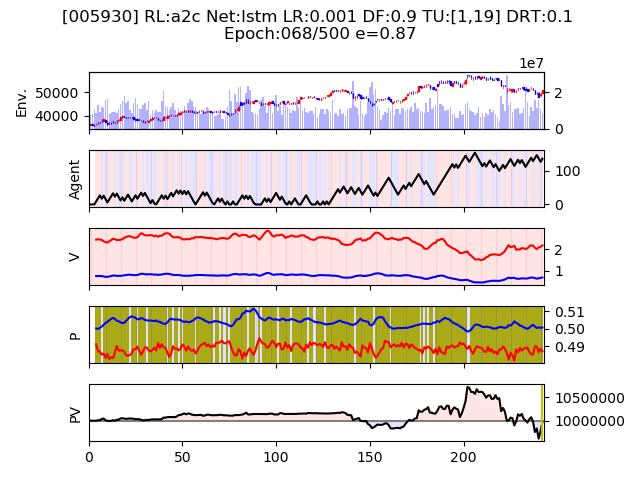 [005930] RL:a2c Net:lstm LR:0.001 DF:0.9 TU:[1,19] DRT:0.1
Epoch:068/500 e=0.87
1e7
Env.
50000
40000
2
0
Agent
100
0
V
2
1
P
0.51
0.50
0.49
PV
10500000
10000000
0 50 100 150 200